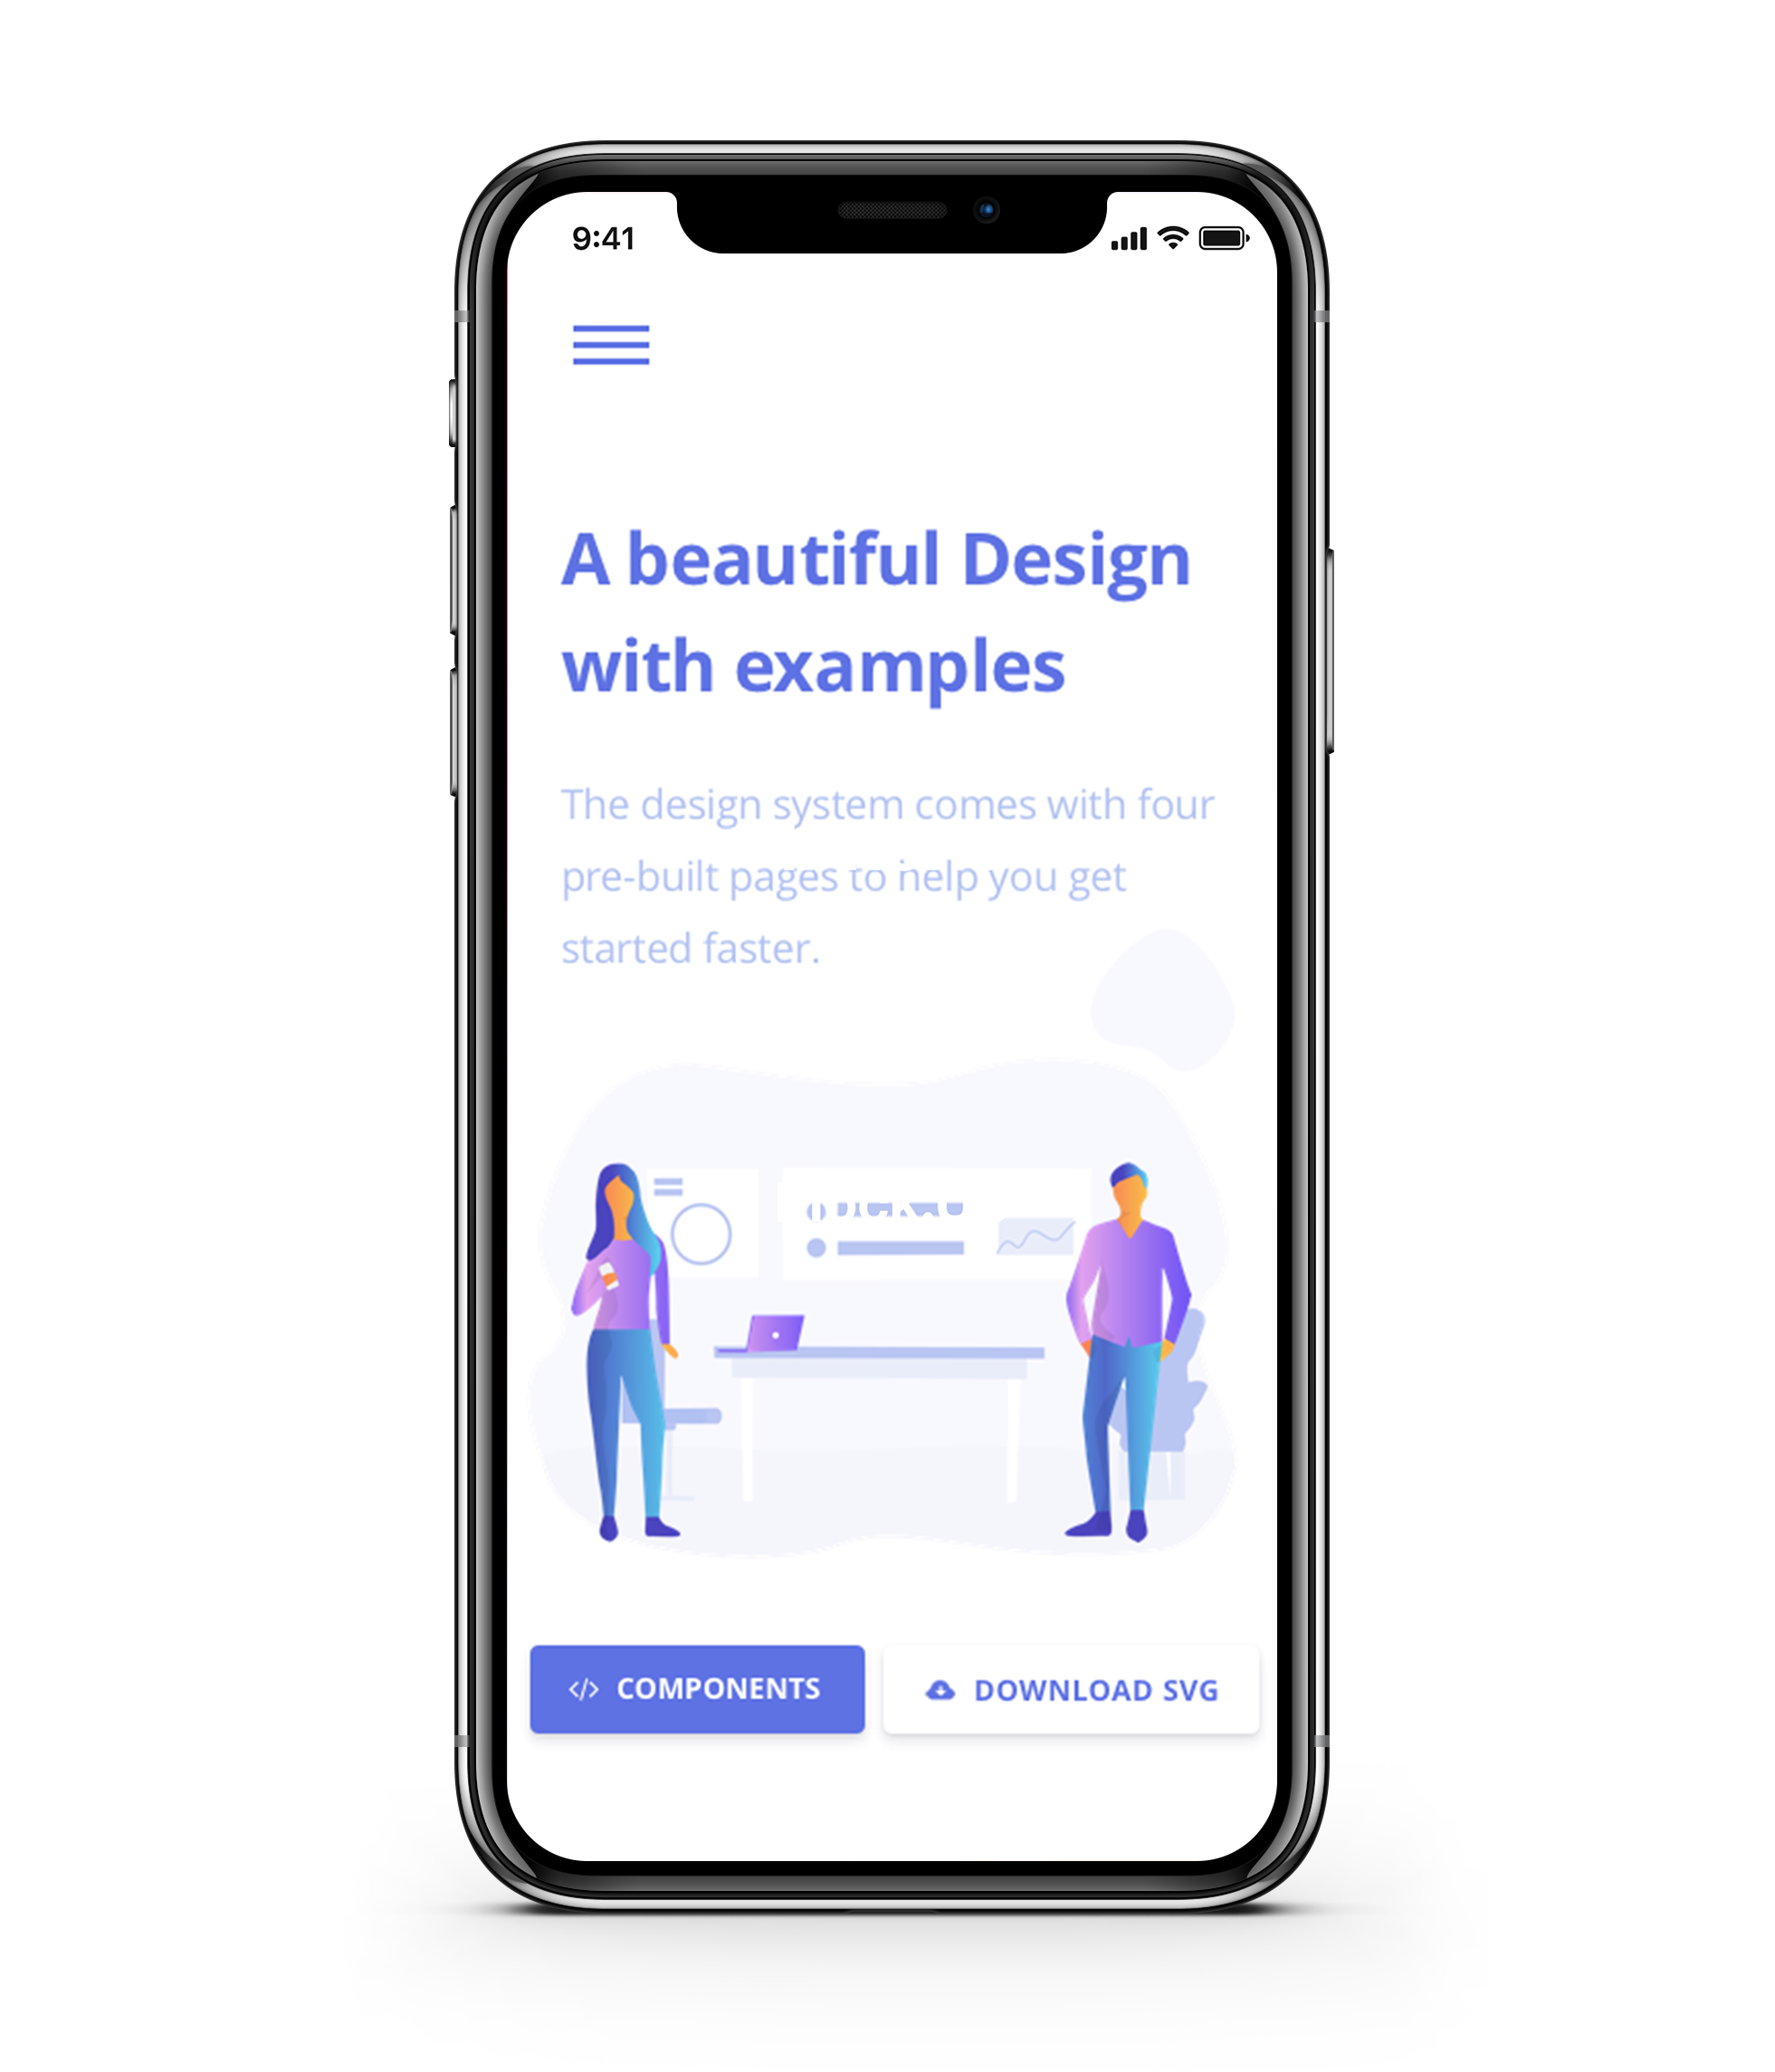 9:41
A beautiful Design
with examples
The design system comes with four
pre-built pages to help you get
started faster.
</> COMPONENTS
DOWNLOAD SVG